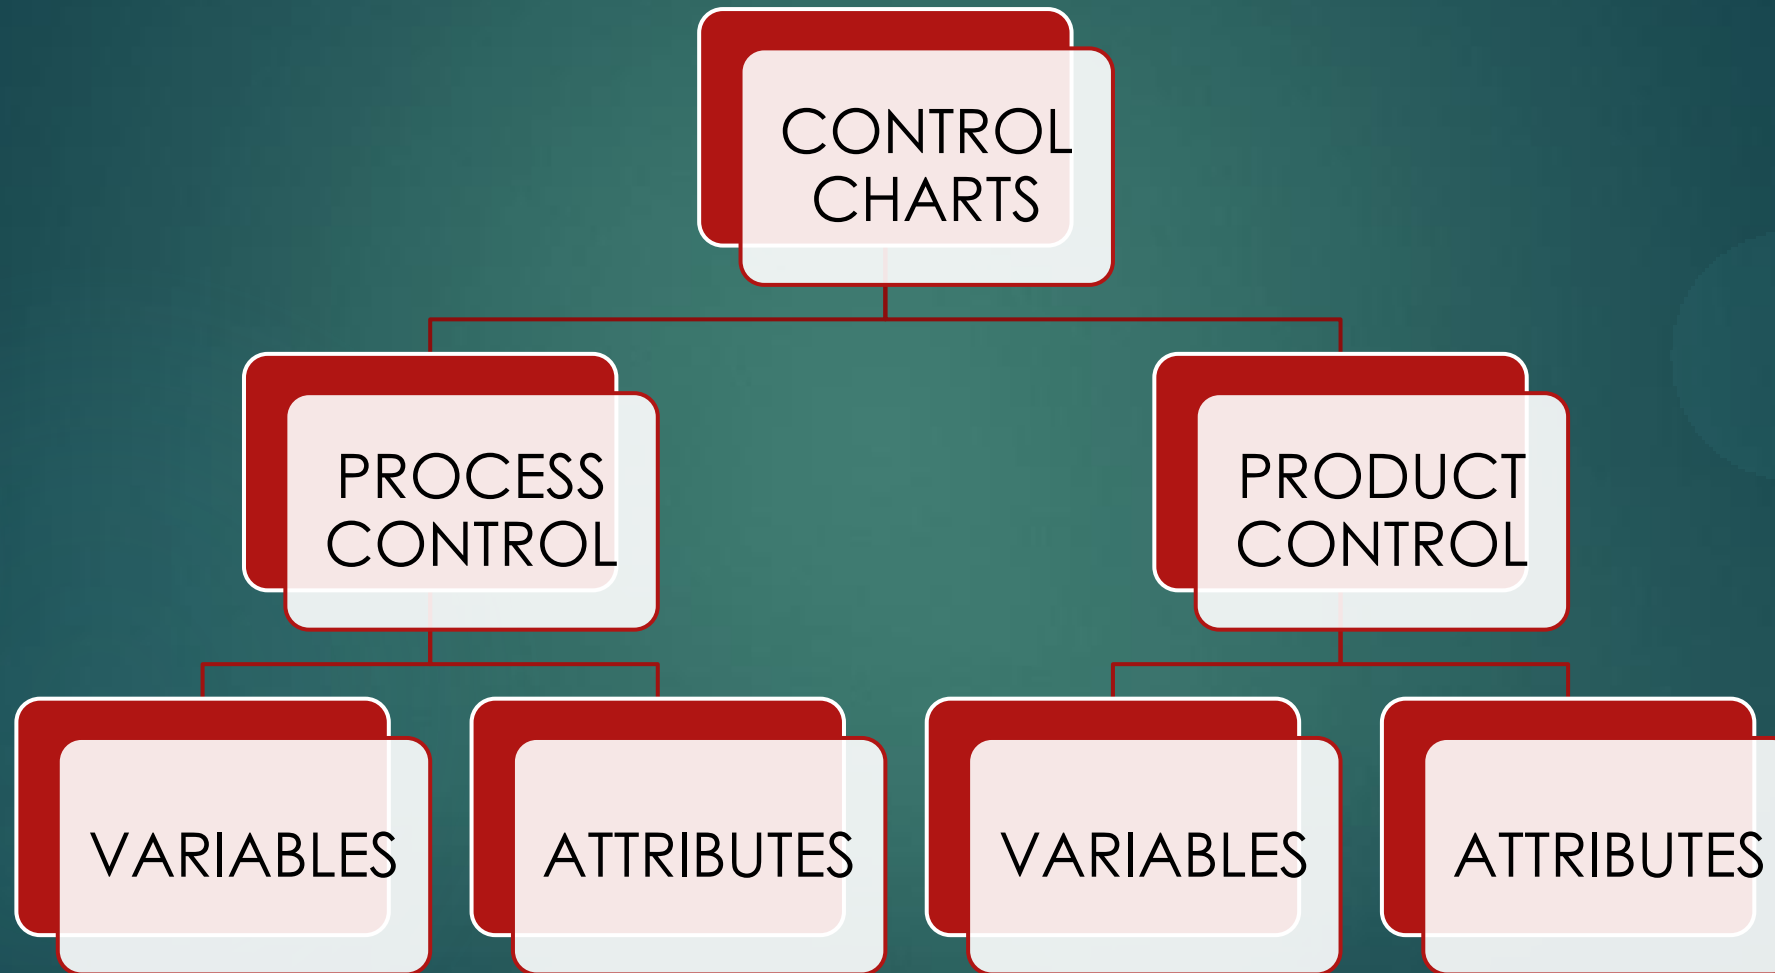 CONTROL
CHARTS
PROCESS
CONTROL
PRODUCT
CONTROL
VARIABLES
ATTRIBUTES
VARIABLES
ATTRIBUTES